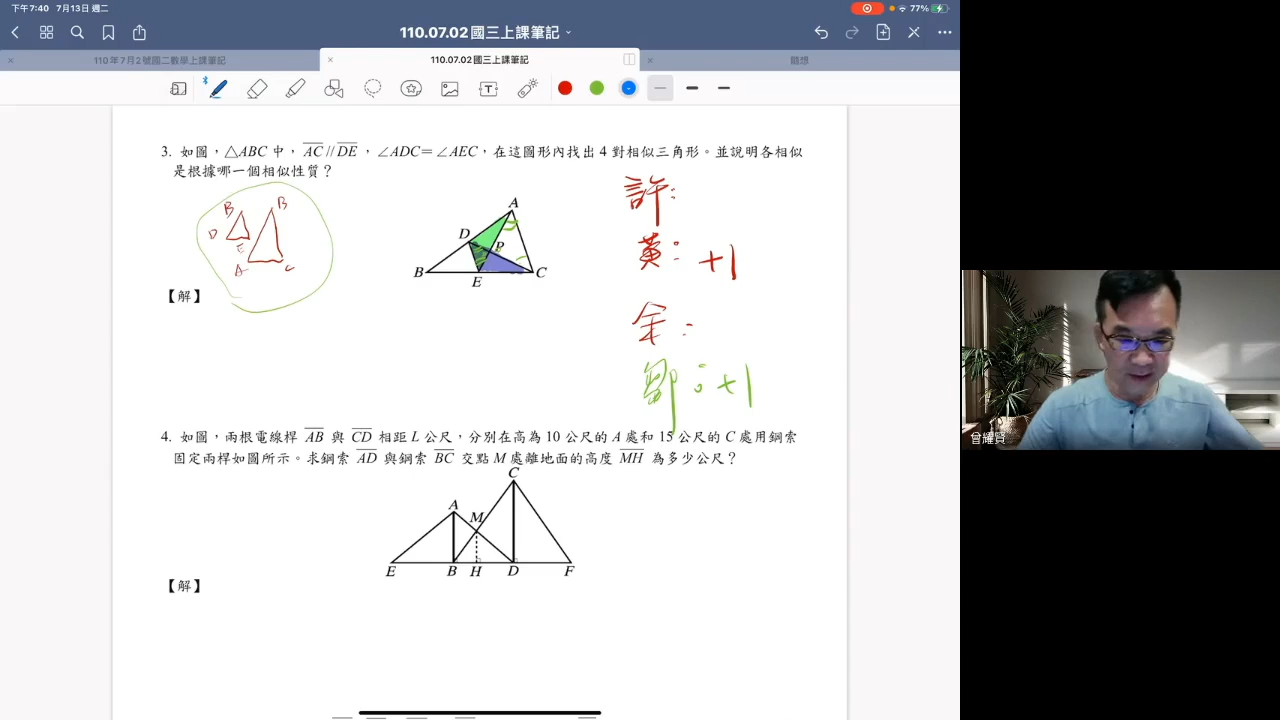 下午7:40 7月13日 週二
77%
110.07.02國三上課筆記
110年7月2號國二數學上課筆記
110.07.02國三上課筆記
隨想
3. 如圖，△ABC 中，AC // DE，∠ADC＝∠AEC，在這圖形內找出 4 對相似三角形。並說明各相似
是根據哪一個相似性質？
B
B
D
E
A
C
A
D
P
B
C
E
【解】
許：
黃：+1
余：
鄒：+1
4. 如圖，兩根電線桿 AB 與 CD 相距 L 公尺，分別在高為 10 公尺的 A 處和 15 公尺的 C 處用鋼索
固定兩桿如圖所示。求鋼索 AD 與鋼索 BC 交點 M 處離地面的高度 MH 為多少公尺？
C
A
M
E B H D F
【解】
曾耀賢